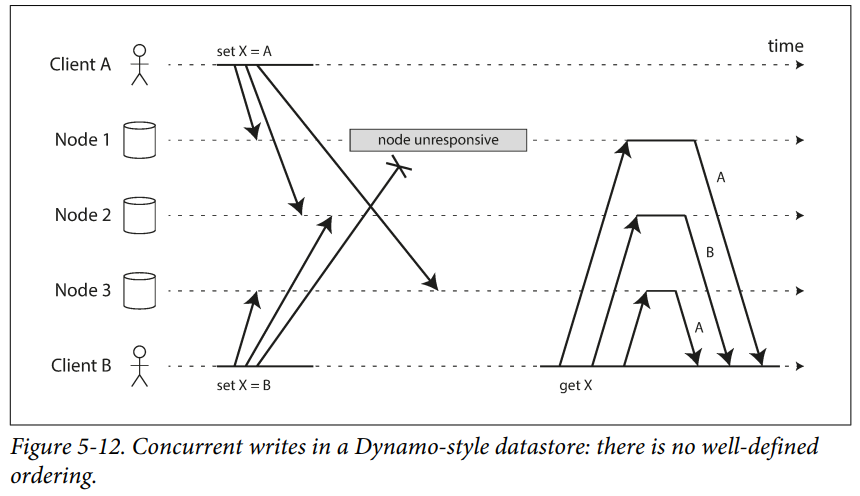 set X = A
time
Client A
Node 1
node unresponsive
A
Node 2
B
Node 3
A
Client B
set X = B
get X
Figure 5-12. Concurrent writes in a Dynamo-style datastore: there is no well-defined
ordering.